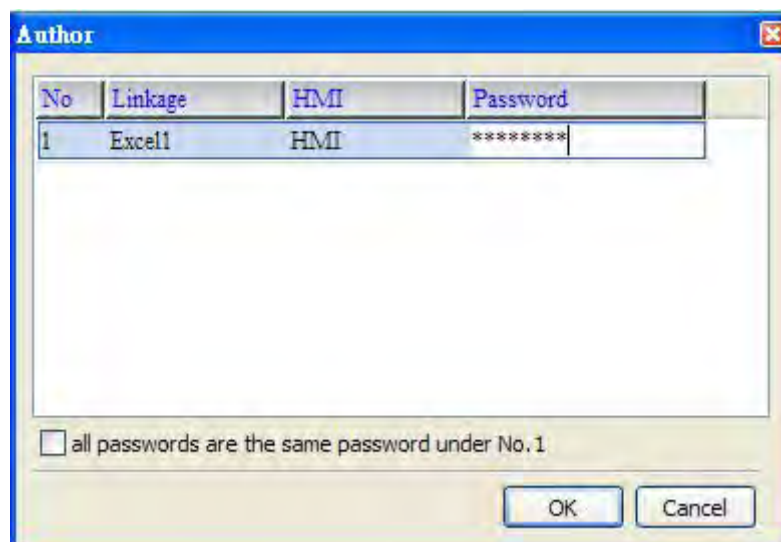 Author
No Linkage HMI Password
1 Excel1 HMI ********
all passwords are the same password under No.1
OK Cancel